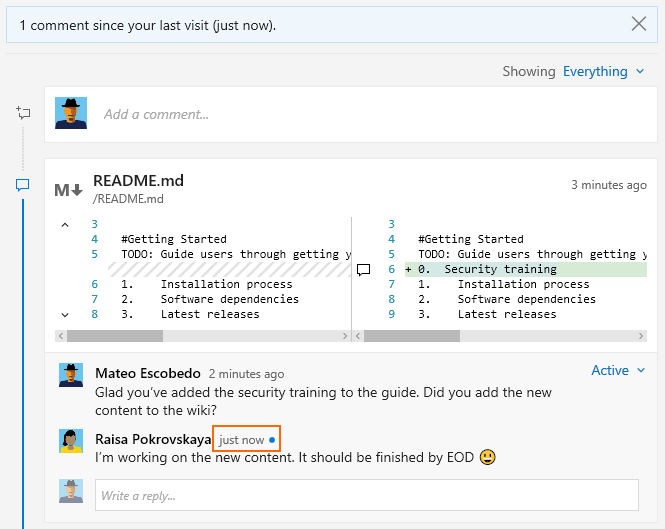 1 comment since your last visit (just now).
Showing Everything
Add a comment...
M README.md
/README.md
3 minutes ago
3
4 #Getting Started
5 TODO: Guide users through getting y
6 1. Installation process
7 2. Software dependencies
8 3. Latest releases
3
4 #Getting Started
5 TODO: Guide users through getting y
6 + 0. Security training
7 1. Installation process
8 2. Software dependencies
9 3. Latest releases
Mateo Escobedo 2 minutes ago
Active
Glad you've added the security training to the guide. Did you add the new
content to the wiki?
Raisa Pokrovskaya just now
I'm working on the new content. It should be finished by EOD 😃
Write a reply...